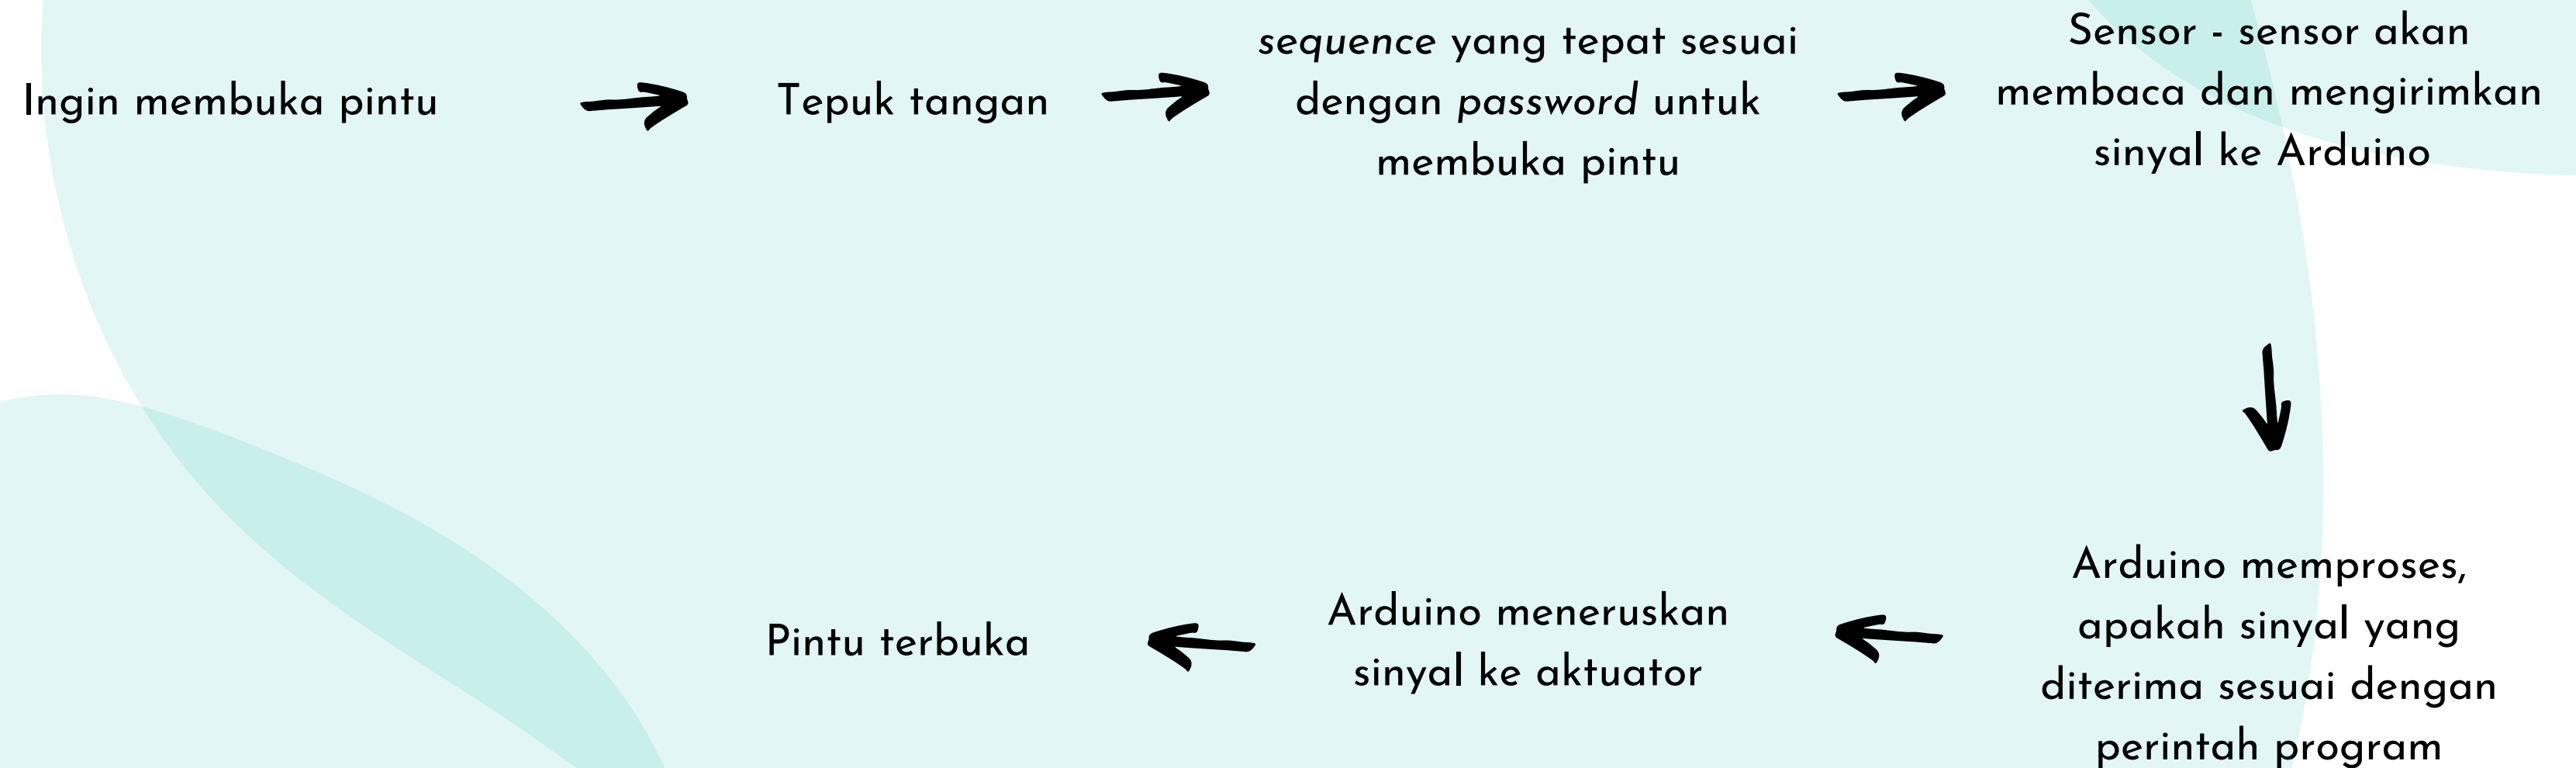 Ingin membuka pintu
Tepuk tangan
sequence yang tepat sesuai
dengan password untuk
membuka pintu
Sensor - sensor akan
membaca dan mengirimkan
sinyal ke Arduino
Arduino memproses,
apakah sinyal yang
diterima sesuai dengan
perintah program
Arduino meneruskan
sinyal ke aktuator
Pintu terbuka